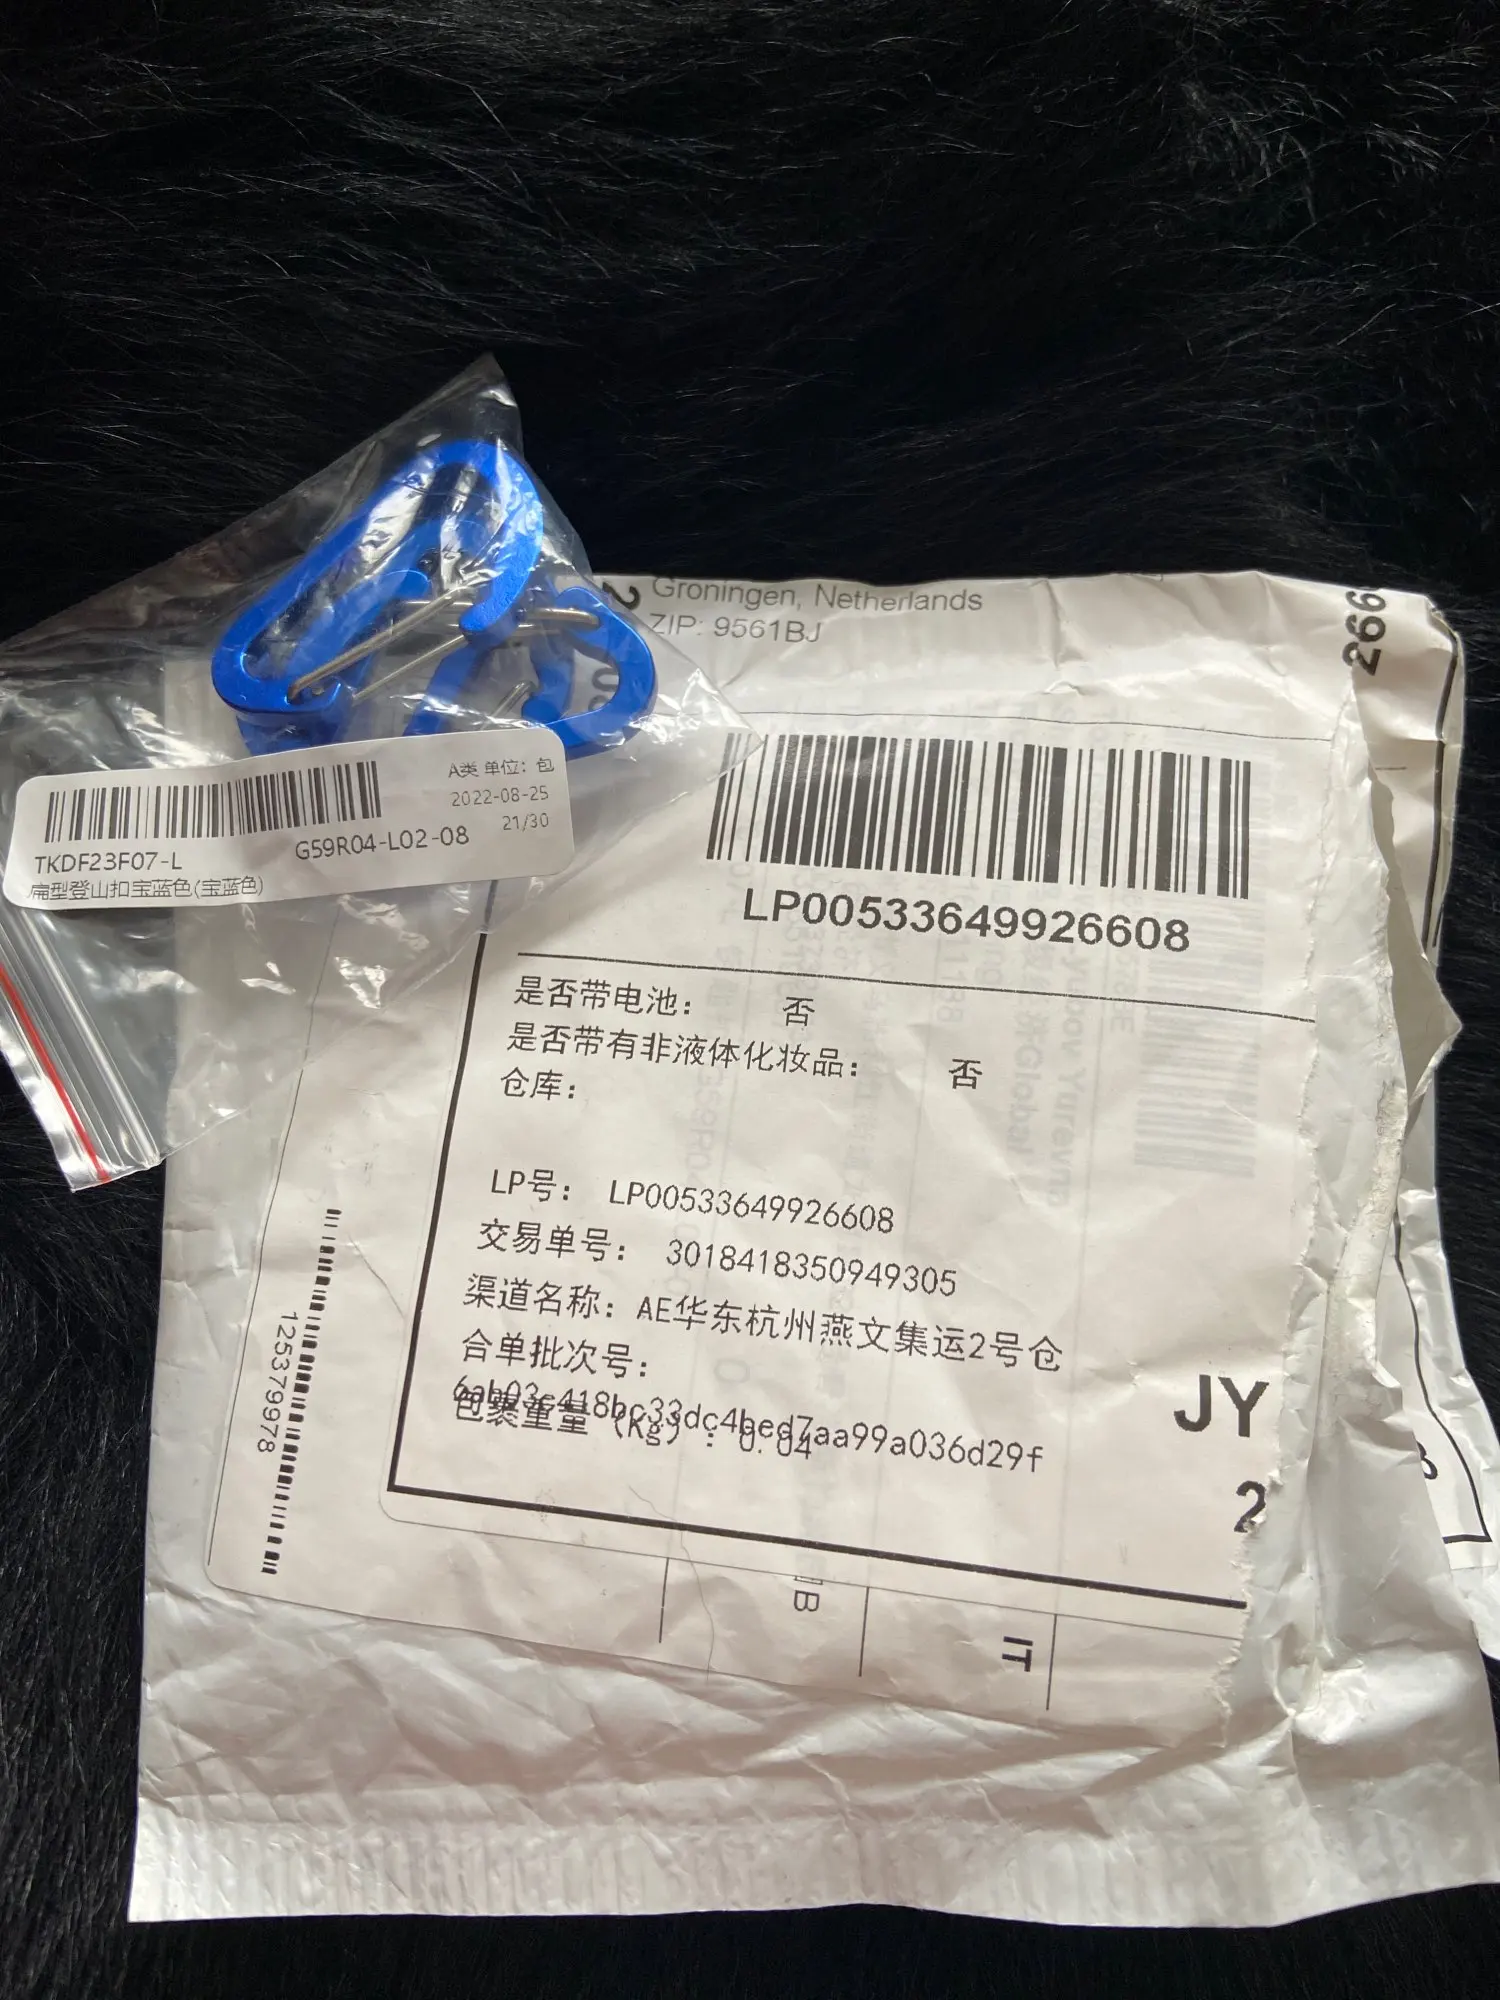 Groningen, Netherlands
ZIP: 9561BJ
2663
A类 单位：包
2022-08-25
21/30
G59R04-L02-08
TKDF23F07-L
扁型登山扣宝蓝色(宝蓝色)
LP00533649926608
是否带电池： 否
是否带有非液体化妆品： 否
仓库：
LP号： LP00533649926608
交易单号： 3018418350949305
渠道名称：AE华东杭州燕文集运2号仓
合单批次号：
6ab03c418bc33dc4bed7aa99a036d29f
包裹重量 (Kg) : 0.04
JY
2
125379978
IT